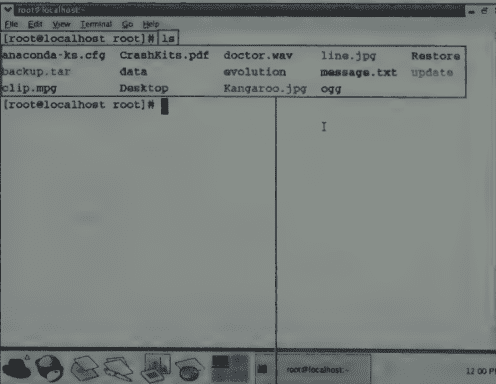 root@localhost:~
File Edit View Terminal Go Help
[root@localhost root]# ls
anaconda-ks.cfg CrashKits.pdf doctor.wav line.jpg Restore
backup.tar data evolution message.txt update
clip.mpg Desktop Kangaroo.jpg ogg
[root@localhost root]#
root@localhost:~
12:00 P